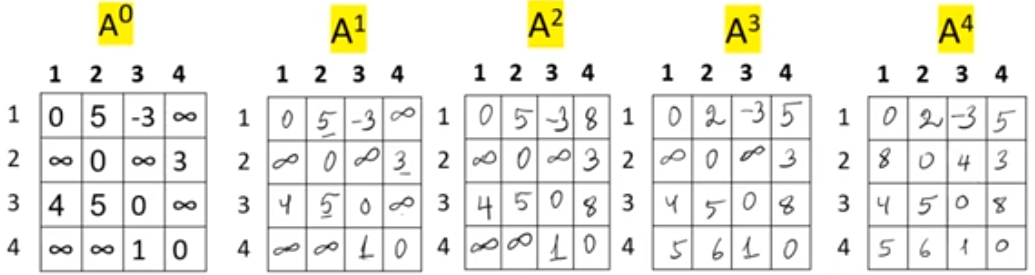 A⁰ A¹ A² A³ A⁴
1 2 3 4 1 2 3 4 1 2 3 4 1 2 3 4 1 2 3 4
1 0 5 -3 ∞ 1 0 5 -3 ∞ 1 0 5 -3 8 1 0 2 -3 5 1 0 2 -3 5
2 ∞ 0 ∞ 3 2 ∞ 0 ∞ 3 2 ∞ 0 ∞ 3 2 ∞ 0 ∞ 3 2 8 0 4 3
3 4 5 0 ∞ 3 4 5 0 ∞ 3 4 5 0 8 3 4 5 0 8 3 4 5 0 8
4 ∞ ∞ 1 0 4 ∞ ∞ 1 0 4 ∞ ∞ 1 0 4 5 6 1 0 4 5 6 1 0